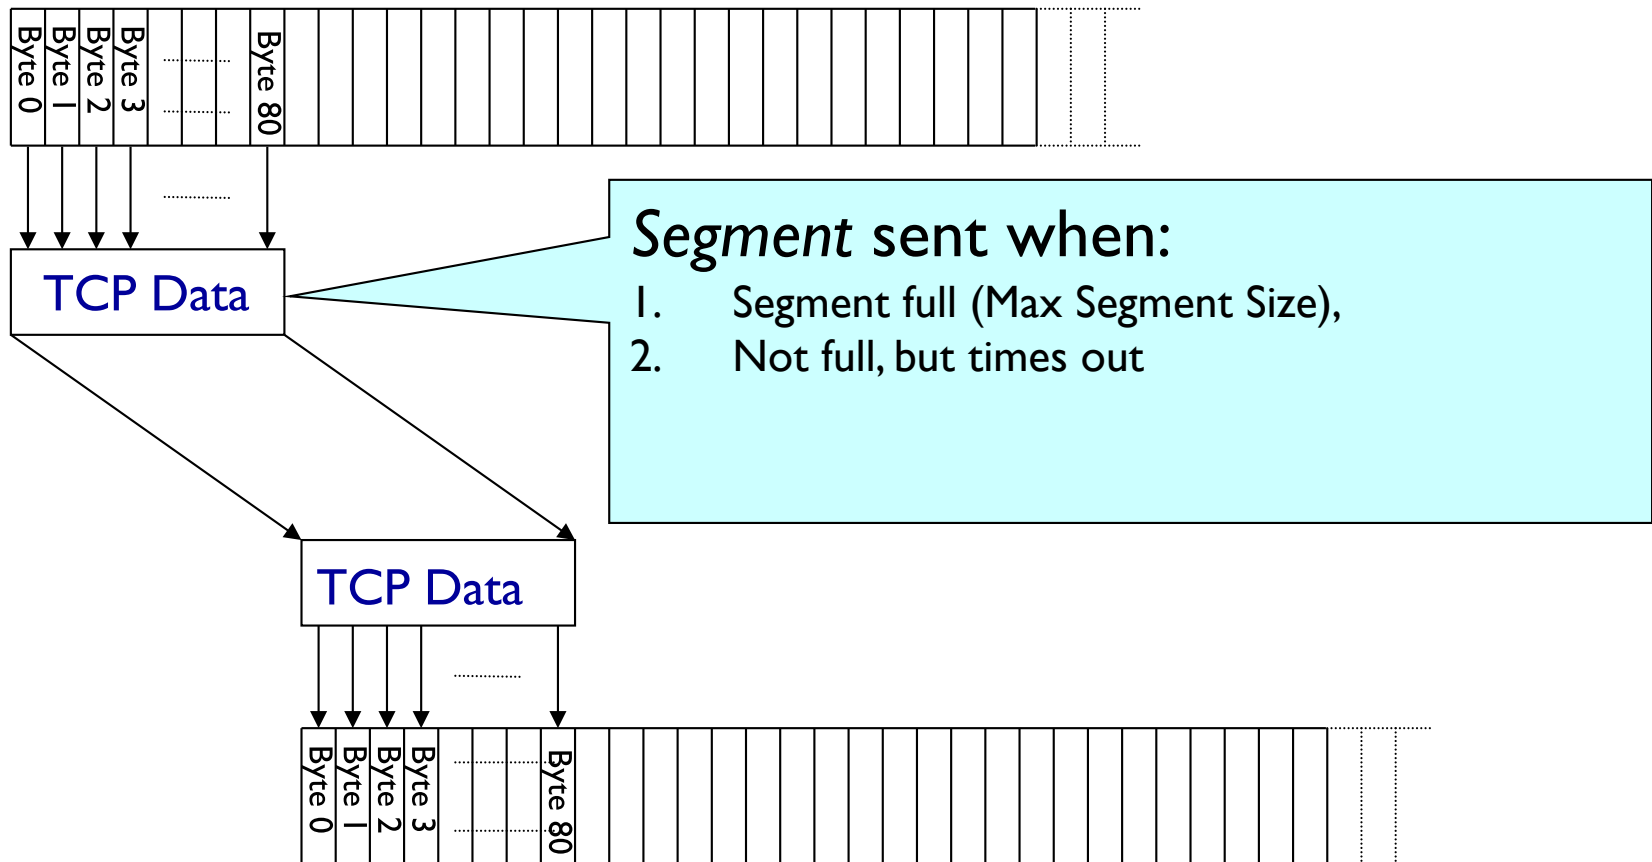 Byte 0
Byte 1
Byte 2
Byte 3
Byte 80
TCP Data
Segment sent when:
1. Segment full (Max Segment Size),
2. Not full, but times out
TCP Data
Byte 0
Byte 1
Byte 2
Byte 3
Byte 80